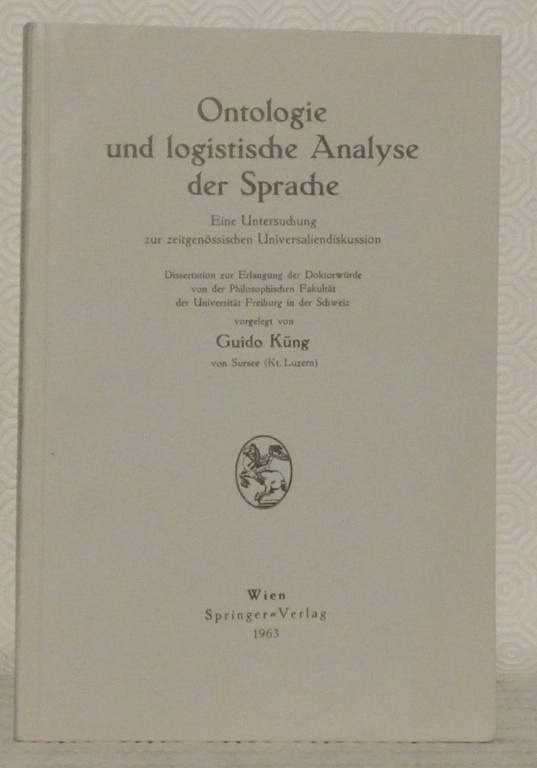 Ontologie
und logistische Analyse
der Sprache
Eine Untersuchung
zur zeitgenössischen Universaliendiskussion
Dissertation zur Erlangung der Doktorwürde
von der Philosophischen Fakultät
der Universität Freiburg in der Schweiz
vorgelegt von
Guido Küng
von Sursee (Kt. Luzern)
Wien
Springer-Verlag
1963